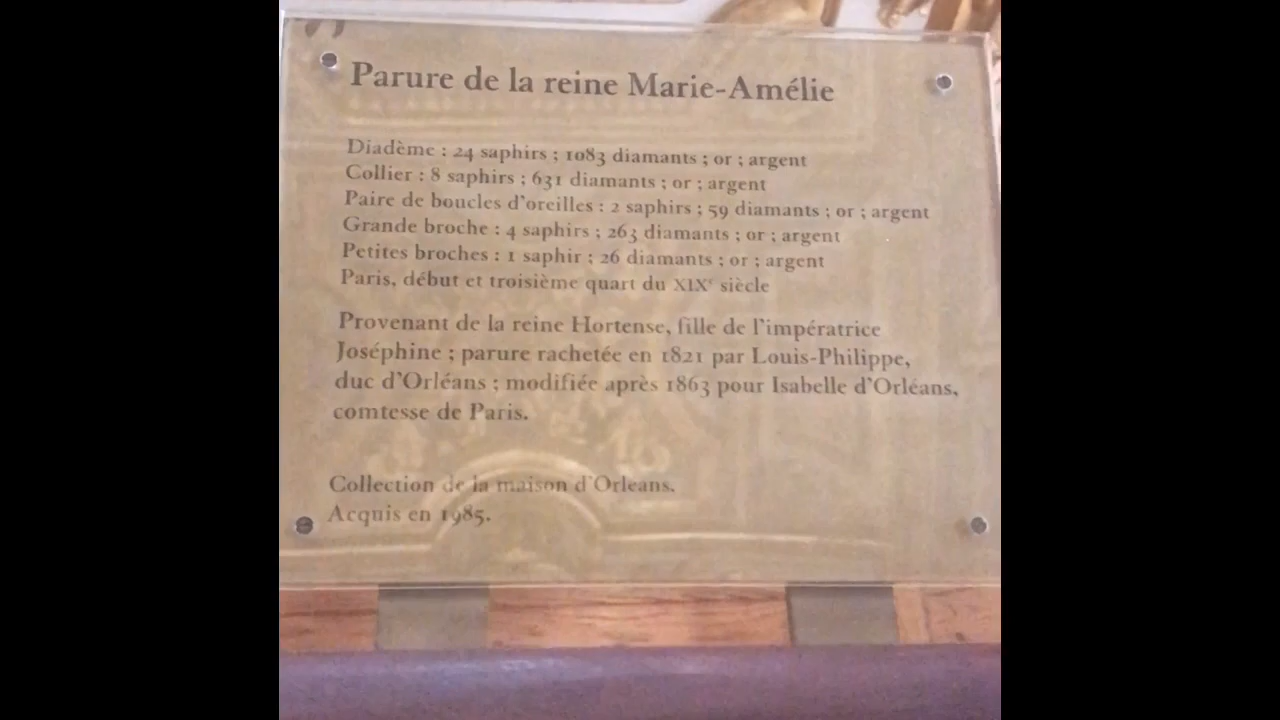 Parure de la reine Marie-Amélie
Diadème : 24 saphirs ; 1083 diamants ; or ; argent
Collier : 8 saphirs ; 631 diamants ; or ; argent
Paire de boucles d'oreilles : 2 saphirs ; 59 diamants ; or ; argent
Grande broche : 4 saphirs ; 263 diamants ; or ; argent
Petites broches : 1 saphir ; 26 diamants ; or ; argent
Paris, début et troisième quart du XIXe siècle
Provenant de la reine Hortense, fille de l'impératrice
Joséphine ; parure rachetée en 1821 par Louis-Philippe,
duc d'Orléans ; modifiée après 1863 pour Isabelle d'Orléans,
comtesse de Paris.
Collection de la maison d'Orleans.
Acquis en 1985.